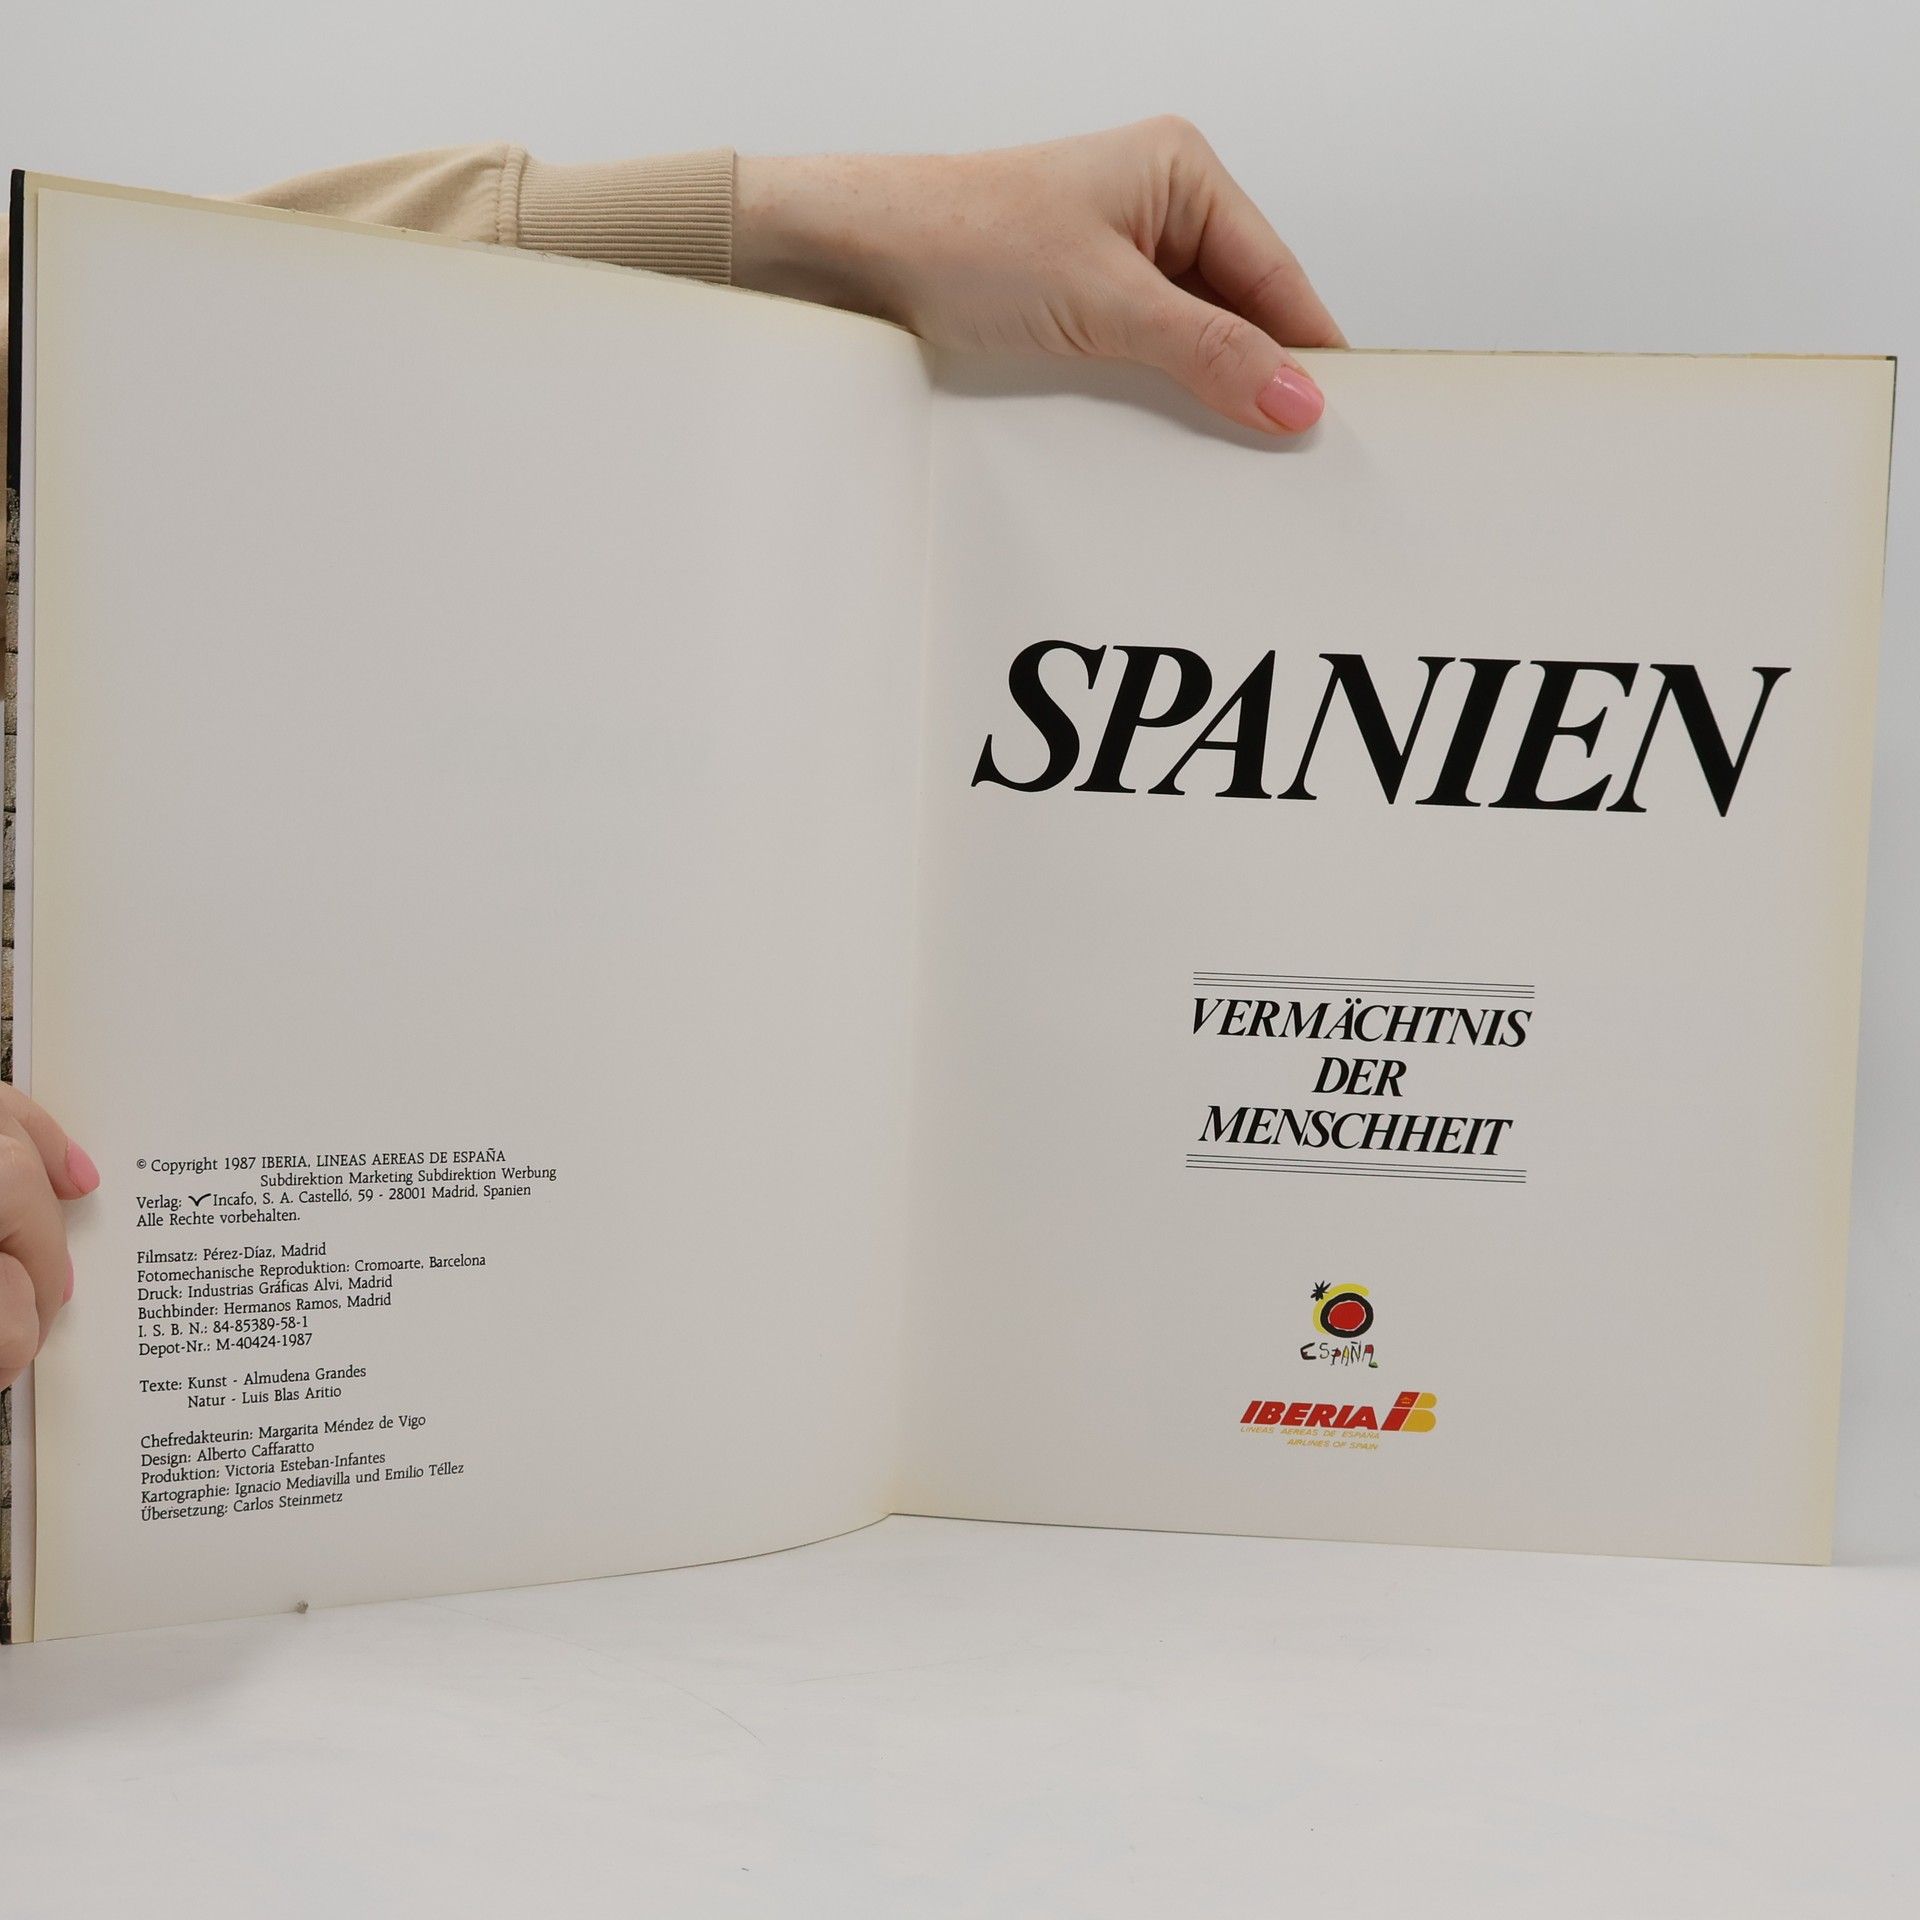 © Copyright 1987 IBERIA, LINEAS AEREAS DE ESPAÑA
Subdirektion Marketing Subdirektion Werbung
Verlag: Incafo, S. A. Castelló, 59 - 28001 Madrid, Spanien
Alle Rechte vorbehalten.
Filmsatz: Pérez-Díaz, Madrid
Fotomechanische Reproduktion: Cromoarte, Barcelona
Druck: Industrias Gráficas Alvi, Madrid
Buchbinder: Hermanos Ramos, Madrid
I. S. B. N.: 84-85389-58-1
Depot-Nr.: M-40424-1987
Texte: Kunst - Almudena Grandes
Natur - Luis Blas Aritio
Chefredakteurin: Margarita Méndez de Vigo
Design: Alberto Caffaratto
Produktion: Victoria Esteban-Infantes
Kartographie: Ignacio Mediavilla und Emilio Téllez
Übersetzung: Carlos Steinmetz
SPANIEN
VERMÄCHTNIS
DER
MENSCHHEIT
ESPAÑA
IBERIA IB
LINEAS AEREAS DE ESPAÑA
AIRLINES OF SPAIN